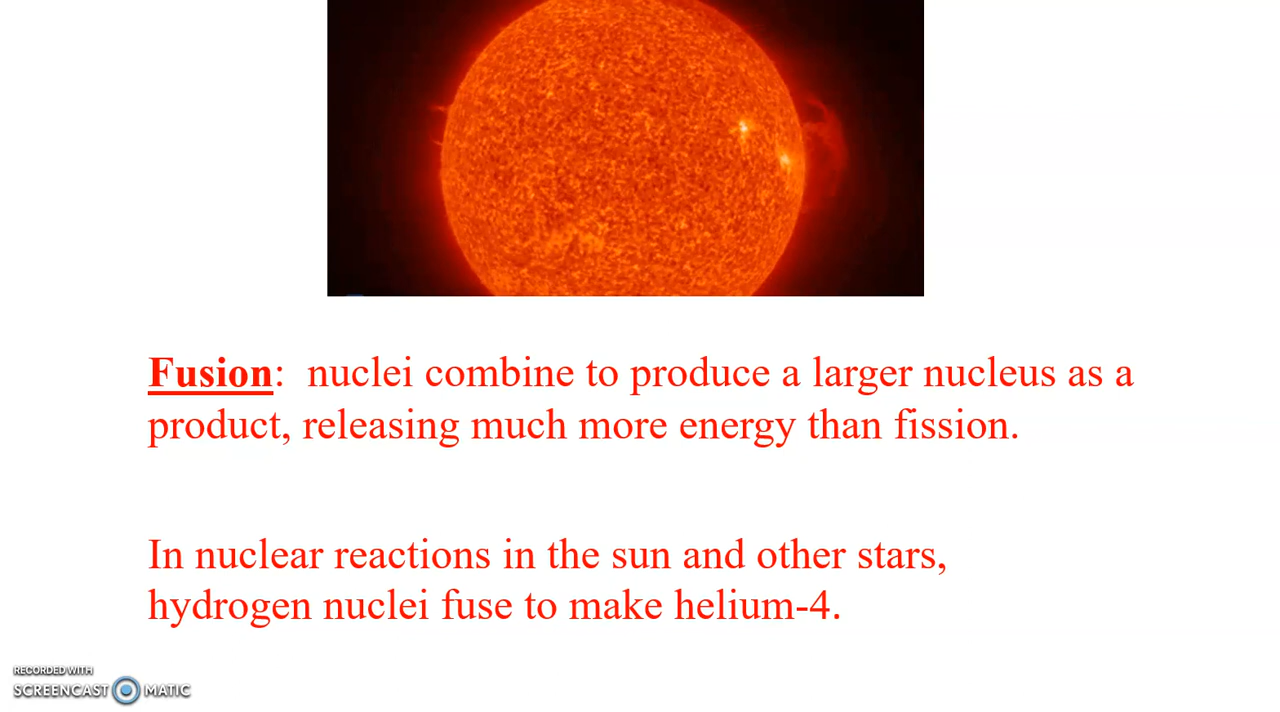 Fusion:  nuclei combine to produce a larger nucleus as a
product, releasing much more energy than fission.
In nuclear reactions in the sun and other stars,
hydrogen nuclei fuse to make helium-4.
RECORDED WITH
SCREENCAST MATIC